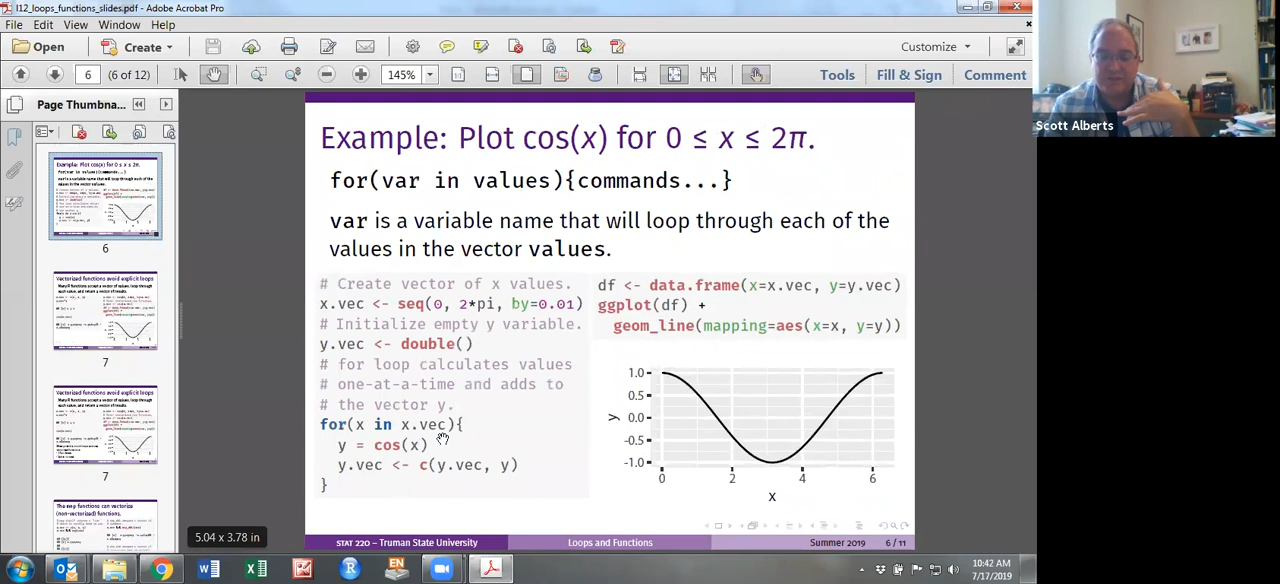 l12_loops_functions_slides.pdf - Adobe Acrobat Pro
File Edit View Window Help
Open Create 6 (6 of 12) 145% Customize
Tools Fill & Sign Comment
Page Thumbna...
6
7
7
Example: Plot cos(x) for 0 ≤ x ≤ 2π.
for(var in values){commands...}
var is a variable name that will loop through each of the
values in the vector values.
# Create vector of x values.
x.vec <- seq(0, 2*pi, by=0.01)
# Initialize empty y variable.
y.vec <- double()
# for loop calculates values
# one-at-a-time and adds to
# the vector y.
for(x in x.vec){
y = cos(x)
y.vec <- c(y.vec, y)
}
df <- data.frame(x=x.vec, y=y.vec)
ggplot(df) +
geom_line(mapping=aes(x=x, y=y))
1.0
0.5
0.0
-0.5
-1.0
y
0 2 4 6
x
STAT 220 – Truman State University Loops and Functions Summer 2019 6 / 11
5.04 x 3.78 in
Scott Alberts
EN
10:42 AM
7/17/2019